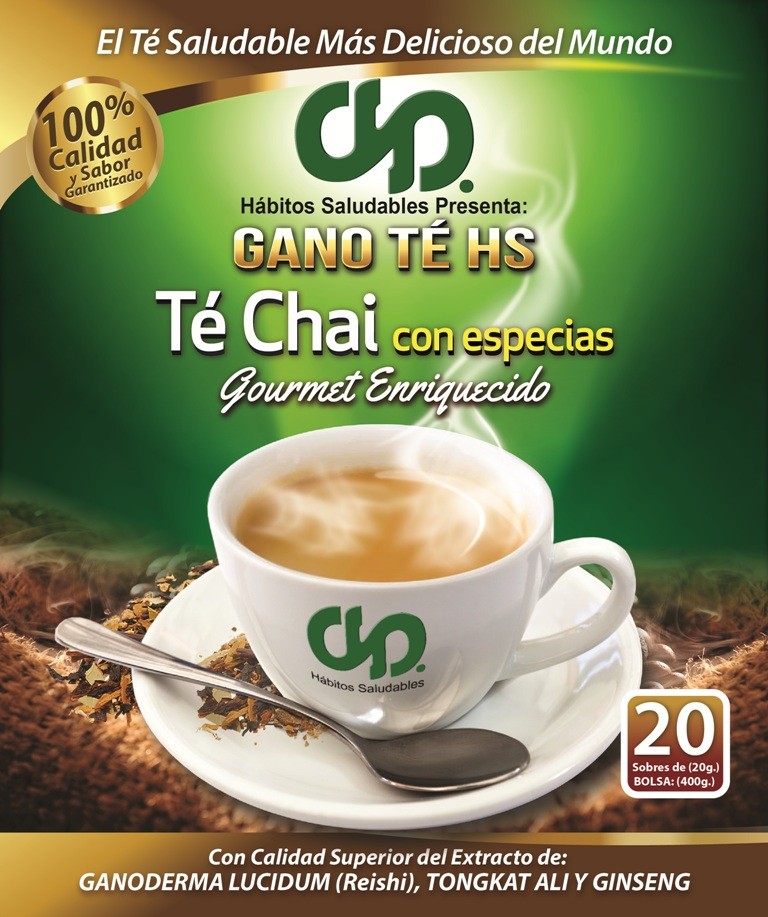 El Té Saludable Más Delicioso del Mundo
100%
Calidad
y Sabor
Garantizado
Hábitos Saludables Presenta:
GANO TÉ HS
Té Chai con especias
Gourmet Enriquecido
Hábitos Saludables
20
Sobres de (20g.)
BOLSA: (400g.)
Con Calidad Superior del Extracto de:
GANODERMA LUCIDUM (Reishi), TONGKAT ALI Y GINSENG